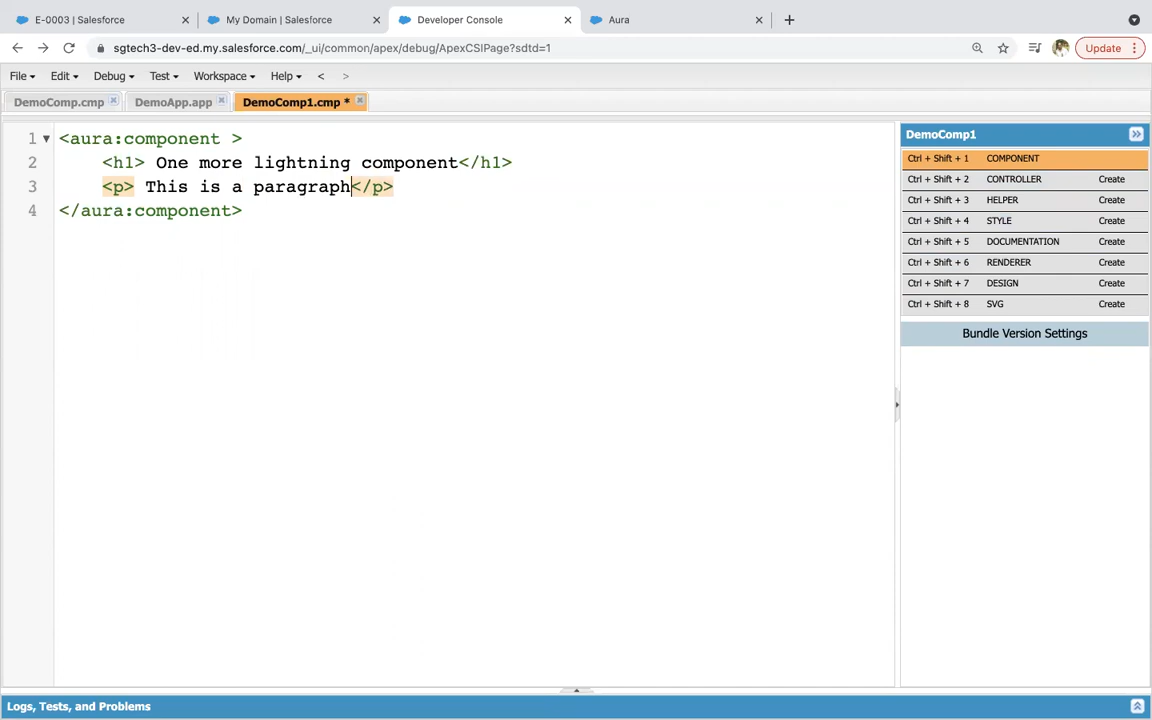 E-0003 | Salesforce
My Domain | Salesforce
Developer Console
Aura
sgtech3-dev-ed.my.salesforce.com/_ui/common/apex/debug/ApexCSIPage?sdtd=1
Update
File Edit Debug Test Workspace Help < >
DemoComp.cmp
DemoApp.app
DemoComp1.cmp *
1 <aura:component >
2 <h1> One more lightning component</h1>
3 <p> This is a paragraph</p>
4 </aura:component>
DemoComp1
Ctrl + Shift + 1 COMPONENT
Ctrl + Shift + 2 CONTROLLER Create
Ctrl + Shift + 3 HELPER Create
Ctrl + Shift + 4 STYLE Create
Ctrl + Shift + 5 DOCUMENTATION Create
Ctrl + Shift + 6 RENDERER Create
Ctrl + Shift + 7 DESIGN Create
Ctrl + Shift + 8 SVG Create
Bundle Version Settings
Logs, Tests, and Problems